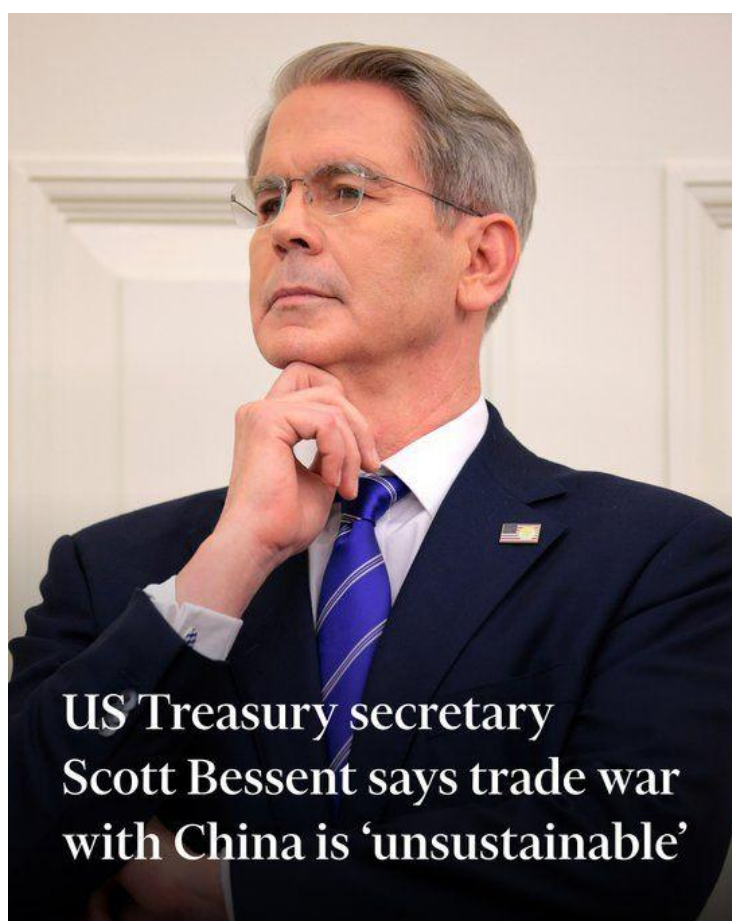 US Treasury secretary
Scott Bessent says trade war
with China is ‘unsustainable’